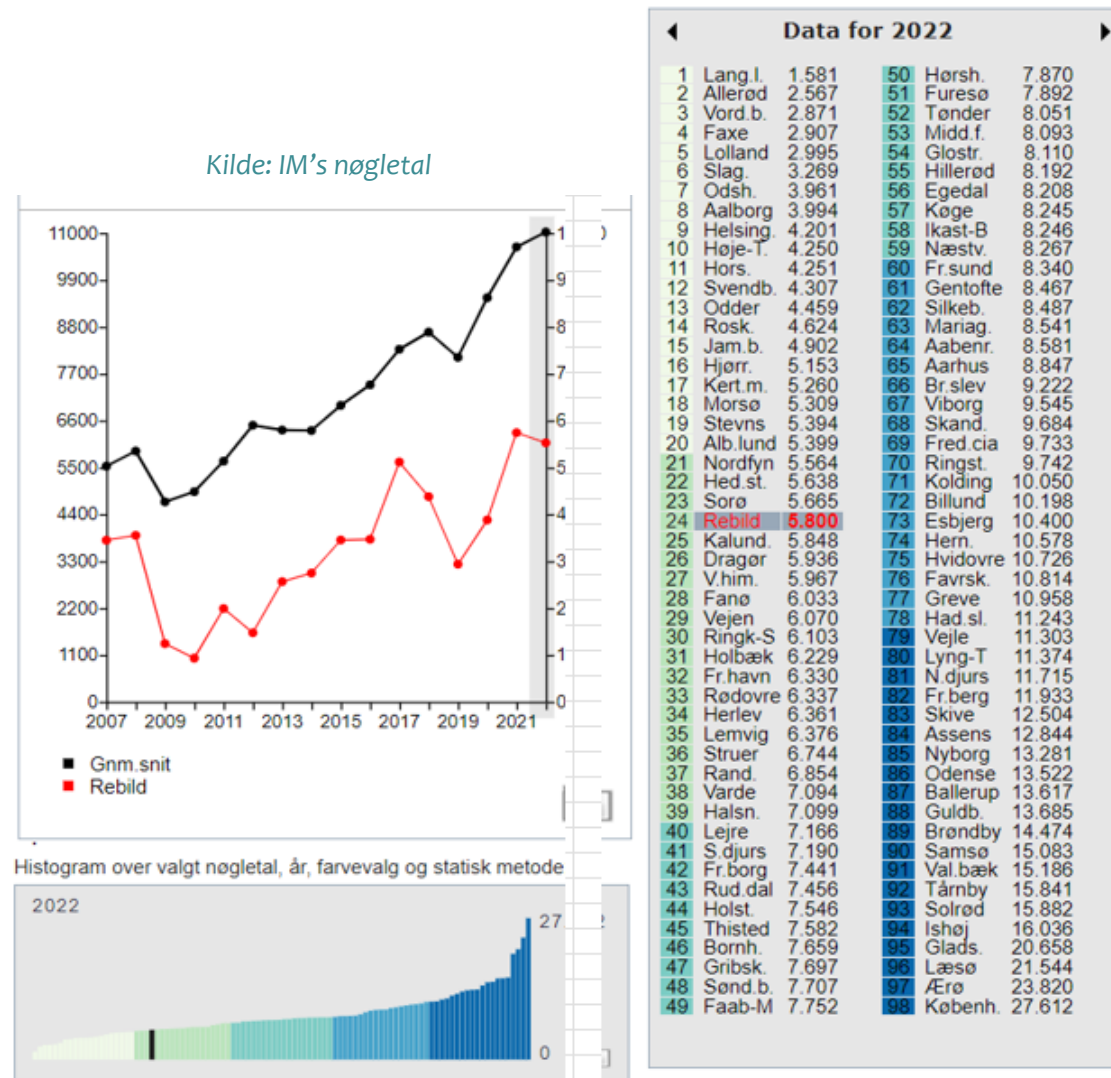 Kilde: IM's nøgletal
11000
9900
8800
7700
6600
5500
4400
3300
2200
1100
0
1
9
8
7
6
5
4
3
2
1
0
2007 2009 2011 2013 2015 2017 2019 2021
Gnm.snit
Rebild
Histogram over valgt nøgletal, år, farvevalg og statisk metode
2022
27
0
Data for 2022
1 Lang.l. 1.581
2 Allerød 2.567
3 Vord.b. 2.871
4 Faxe 2.907
5 Lolland 2.995
6 Slag. 3.269
7 Odsh. 3.961
8 Aalborg 3.994
9 Helsing. 4.201
10 Høje-T. 4.250
11 Hors. 4.251
12 Svendb. 4.307
13 Odder 4.459
14 Rosk. 4.624
15 Jam.b. 4.902
16 Hjørr. 5.153
17 Kert.m. 5.260
18 Morsø 5.309
19 Stevns 5.394
20 Alb.lund 5.399
21 Nordfyn 5.564
22 Hed.st. 5.638
23 Sorø 5.665
24 Rebild 5.800
25 Kalund. 5.848
26 Dragør 5.936
27 V.him. 5.967
28 Fanø 6.033
29 Vejen 6.070
30 Ringk-S 6.103
31 Holbæk 6.229
32 Fr.havn 6.330
33 Rødovre 6.337
34 Herlev 6.361
35 Lemvig 6.376
36 Struer 6.744
37 Rand. 6.854
38 Varde 7.094
39 Halsn. 7.099
40 Lejre 7.166
41 S.djurs 7.190
42 Fr.borg 7.441
43 Rud.dal 7.456
44 Holst. 7.546
45 Thisted 7.582
46 Bornh. 7.659
47 Gribsk. 7.697
48 Sønd.b. 7.707
49 Faab-M 7.752
50 Hørsh. 7.870
51 Furesø 7.892
52 Tønder 8.051
53 Midd.f. 8.093
54 Glostr. 8.110
55 Hillerød 8.192
56 Egedal 8.208
57 Køge 8.245
58 Ikast-B 8.246
59 Næstv. 8.267
60 Fr.sund 8.340
61 Gentofte 8.467
62 Silkeb. 8.487
63 Mariag. 8.541
64 Aabenr. 8.581
65 Aarhus 8.847
66 Br.slev 9.222
67 Viborg 9.545
68 Skand. 9.684
69 Fred.cia 9.733
70 Ringst. 9.742
71 Kolding 10.050
72 Billund 10.198
73 Esbjerg 10.400
74 Hern. 10.578
75 Hvidovre 10.726
76 Favrsk. 10.814
77 Greve 10.958
78 Had.sl. 11.243
79 Vejle 11.303
80 Lyng-T 11.374
81 N.djurs 11.715
82 Fr.berg 11.933
83 Skive 12.504
84 Assens 12.844
85 Nyborg 13.281
86 Odense 13.522
87 Ballerup 13.617
88 Guldb. 13.685
89 Brøndby 14.474
90 Samsø 15.083
91 Val.bæk 15.186
92 Tårnby 15.841
93 Solrød 15.882
94 Ishøj 16.036
95 Glads. 20.658
96 Læsø 21.544
97 Ærø 23.820
98 Københ. 27.612